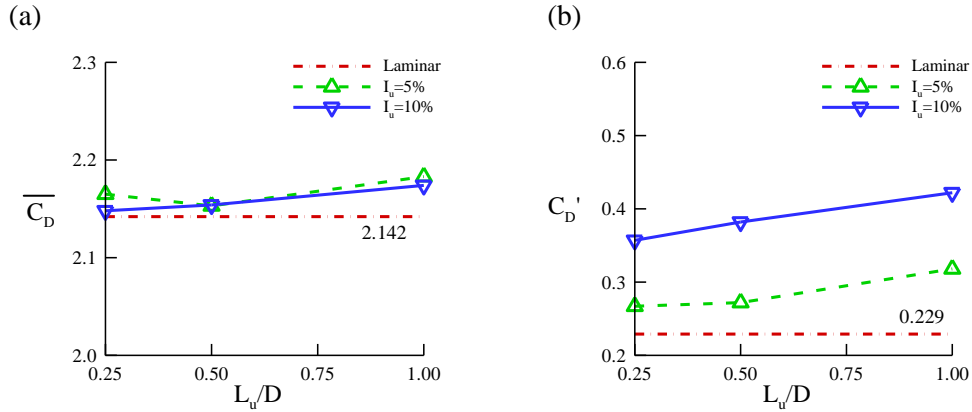 (a)
2.3
2.2
2.1
2.0
C_D
Laminar
I_u=5%
I_u=10%
2.142
0.25
0.50
0.75
1.00
L_u/D
(b)
0.6
0.5
0.4
0.3
0.2
C_D'
Laminar
I_u=5%
I_u=10%
0.229
0.25
0.50
0.75
1.00
L_u/D